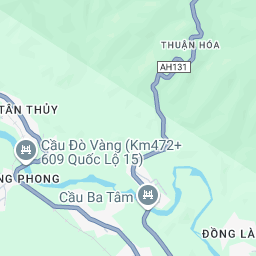 THUẬN HÓA
AH131
TÂN THỦY
Cầu Đò Vàng (Km472+
609 Quốc Lộ 15)
NG PHONG
Cầu Ba Tâm
ĐỒNG LÀ